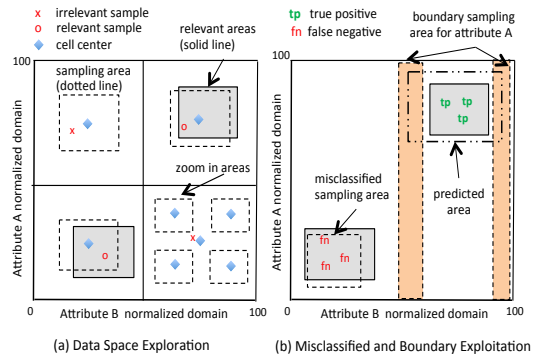 x irrelevant sample
o relevant sample
cell center
relevant areas
(solid line)
tp true positive
fn false negative
boundary sampling
area for attribute A
100
sampling area
(dotted line)
x
o
zoom in areas
x
o
Attribute A normalized domain
0
Attribute B normalized domain
100
(a) Data Space Exploration
100
tp tp
tp
misclassified
sampling area
predicted
area
fn
fn
fn
Attribute A normalized domain
0
Attribute B normalized domain
100
(b) Misclassified and Boundary Exploitation